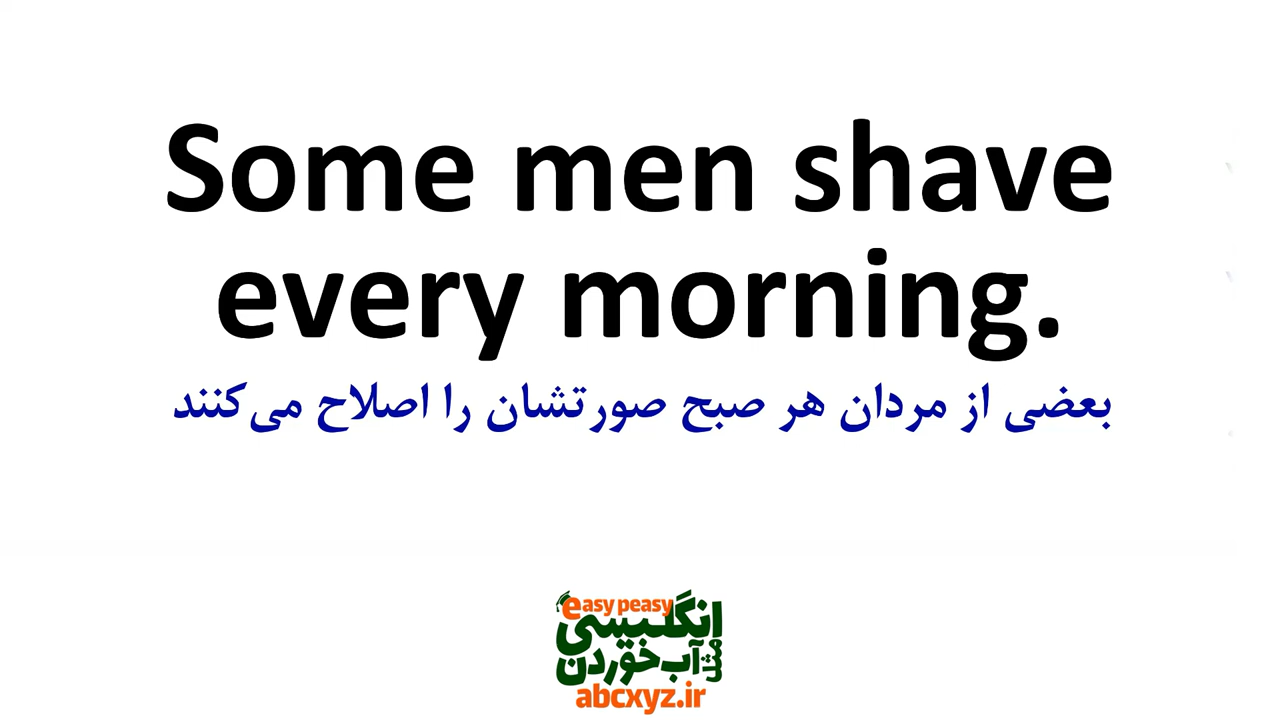 Some men shave
every morning.
بعضی از مردان هر صبح صورتشان را اصلاح می‌کنند
easy peasy
انگلیسی
مثل آب خوردن
abcxyz.ir